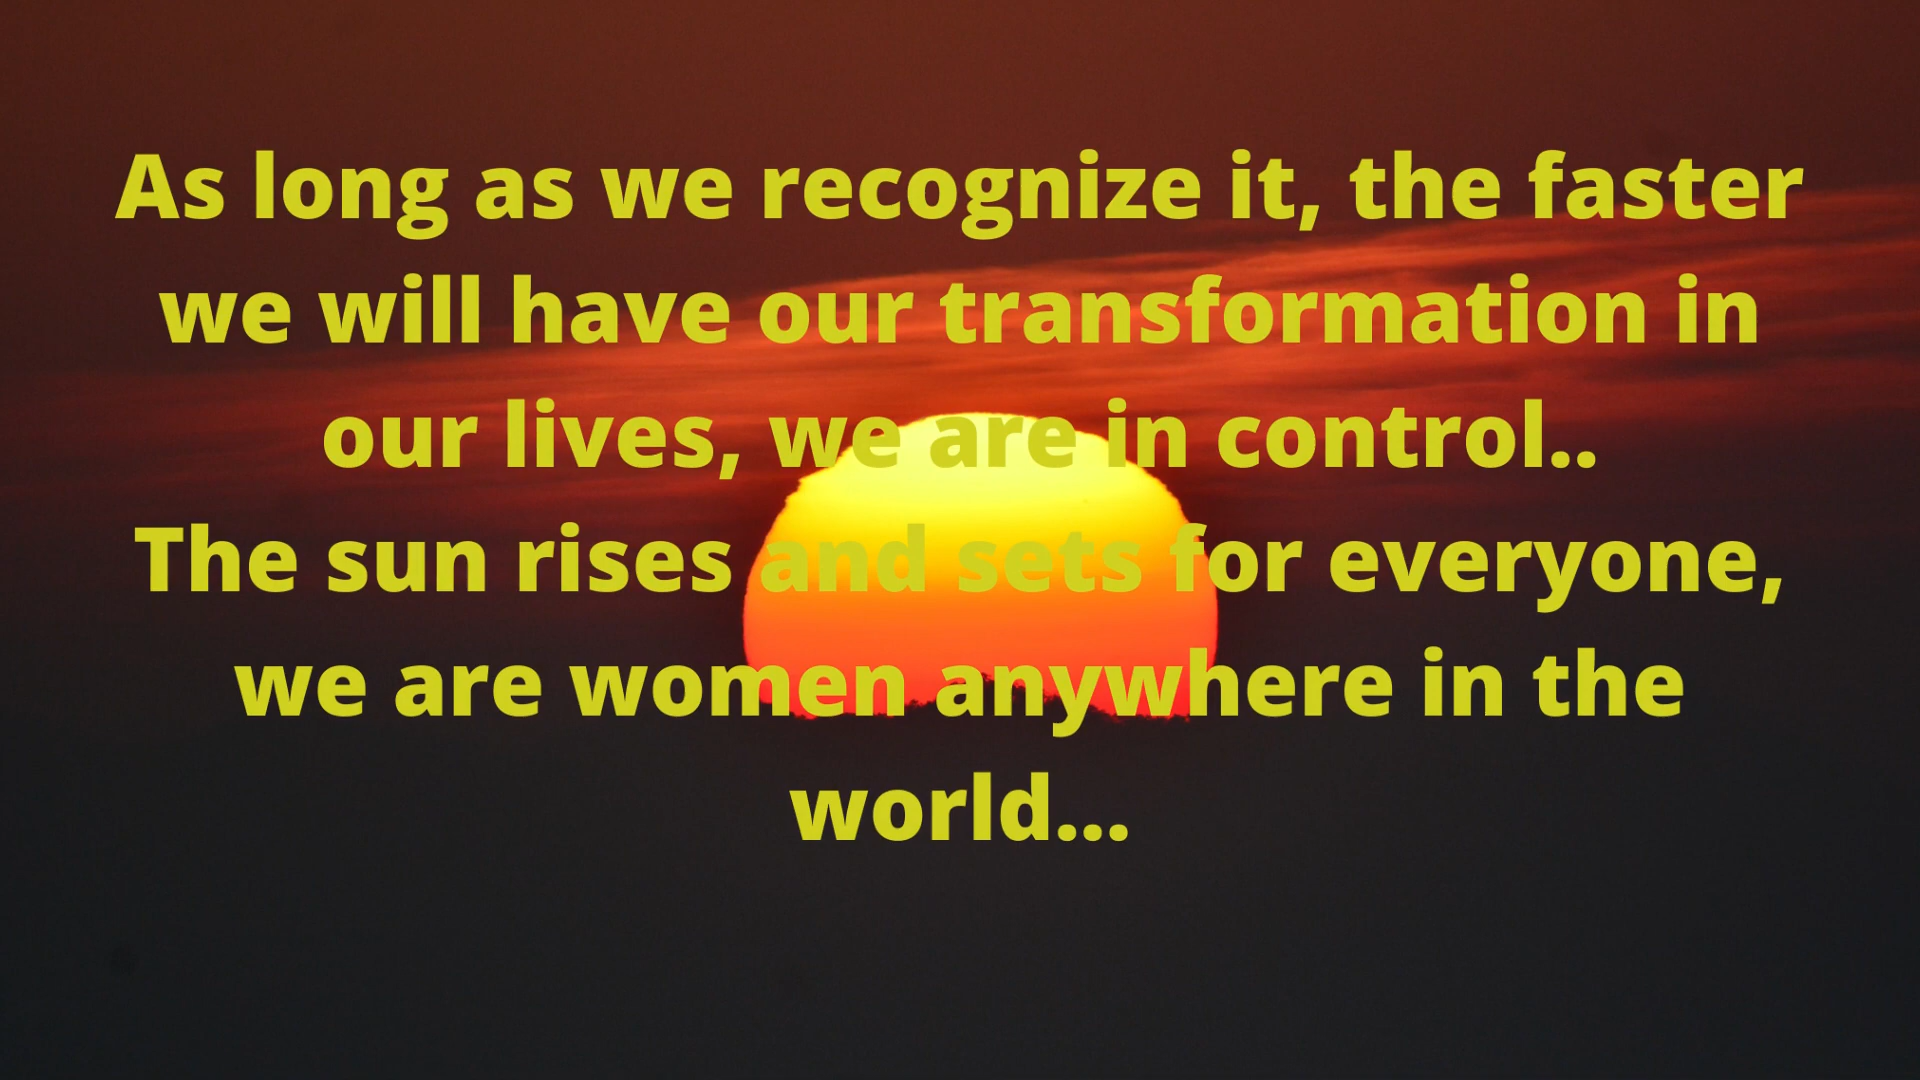 As long as we recognize it, the faster
we will have our transformation in
our lives, we are in control..
The sun rises and sets for everyone,
we are women anywhere in the
world...